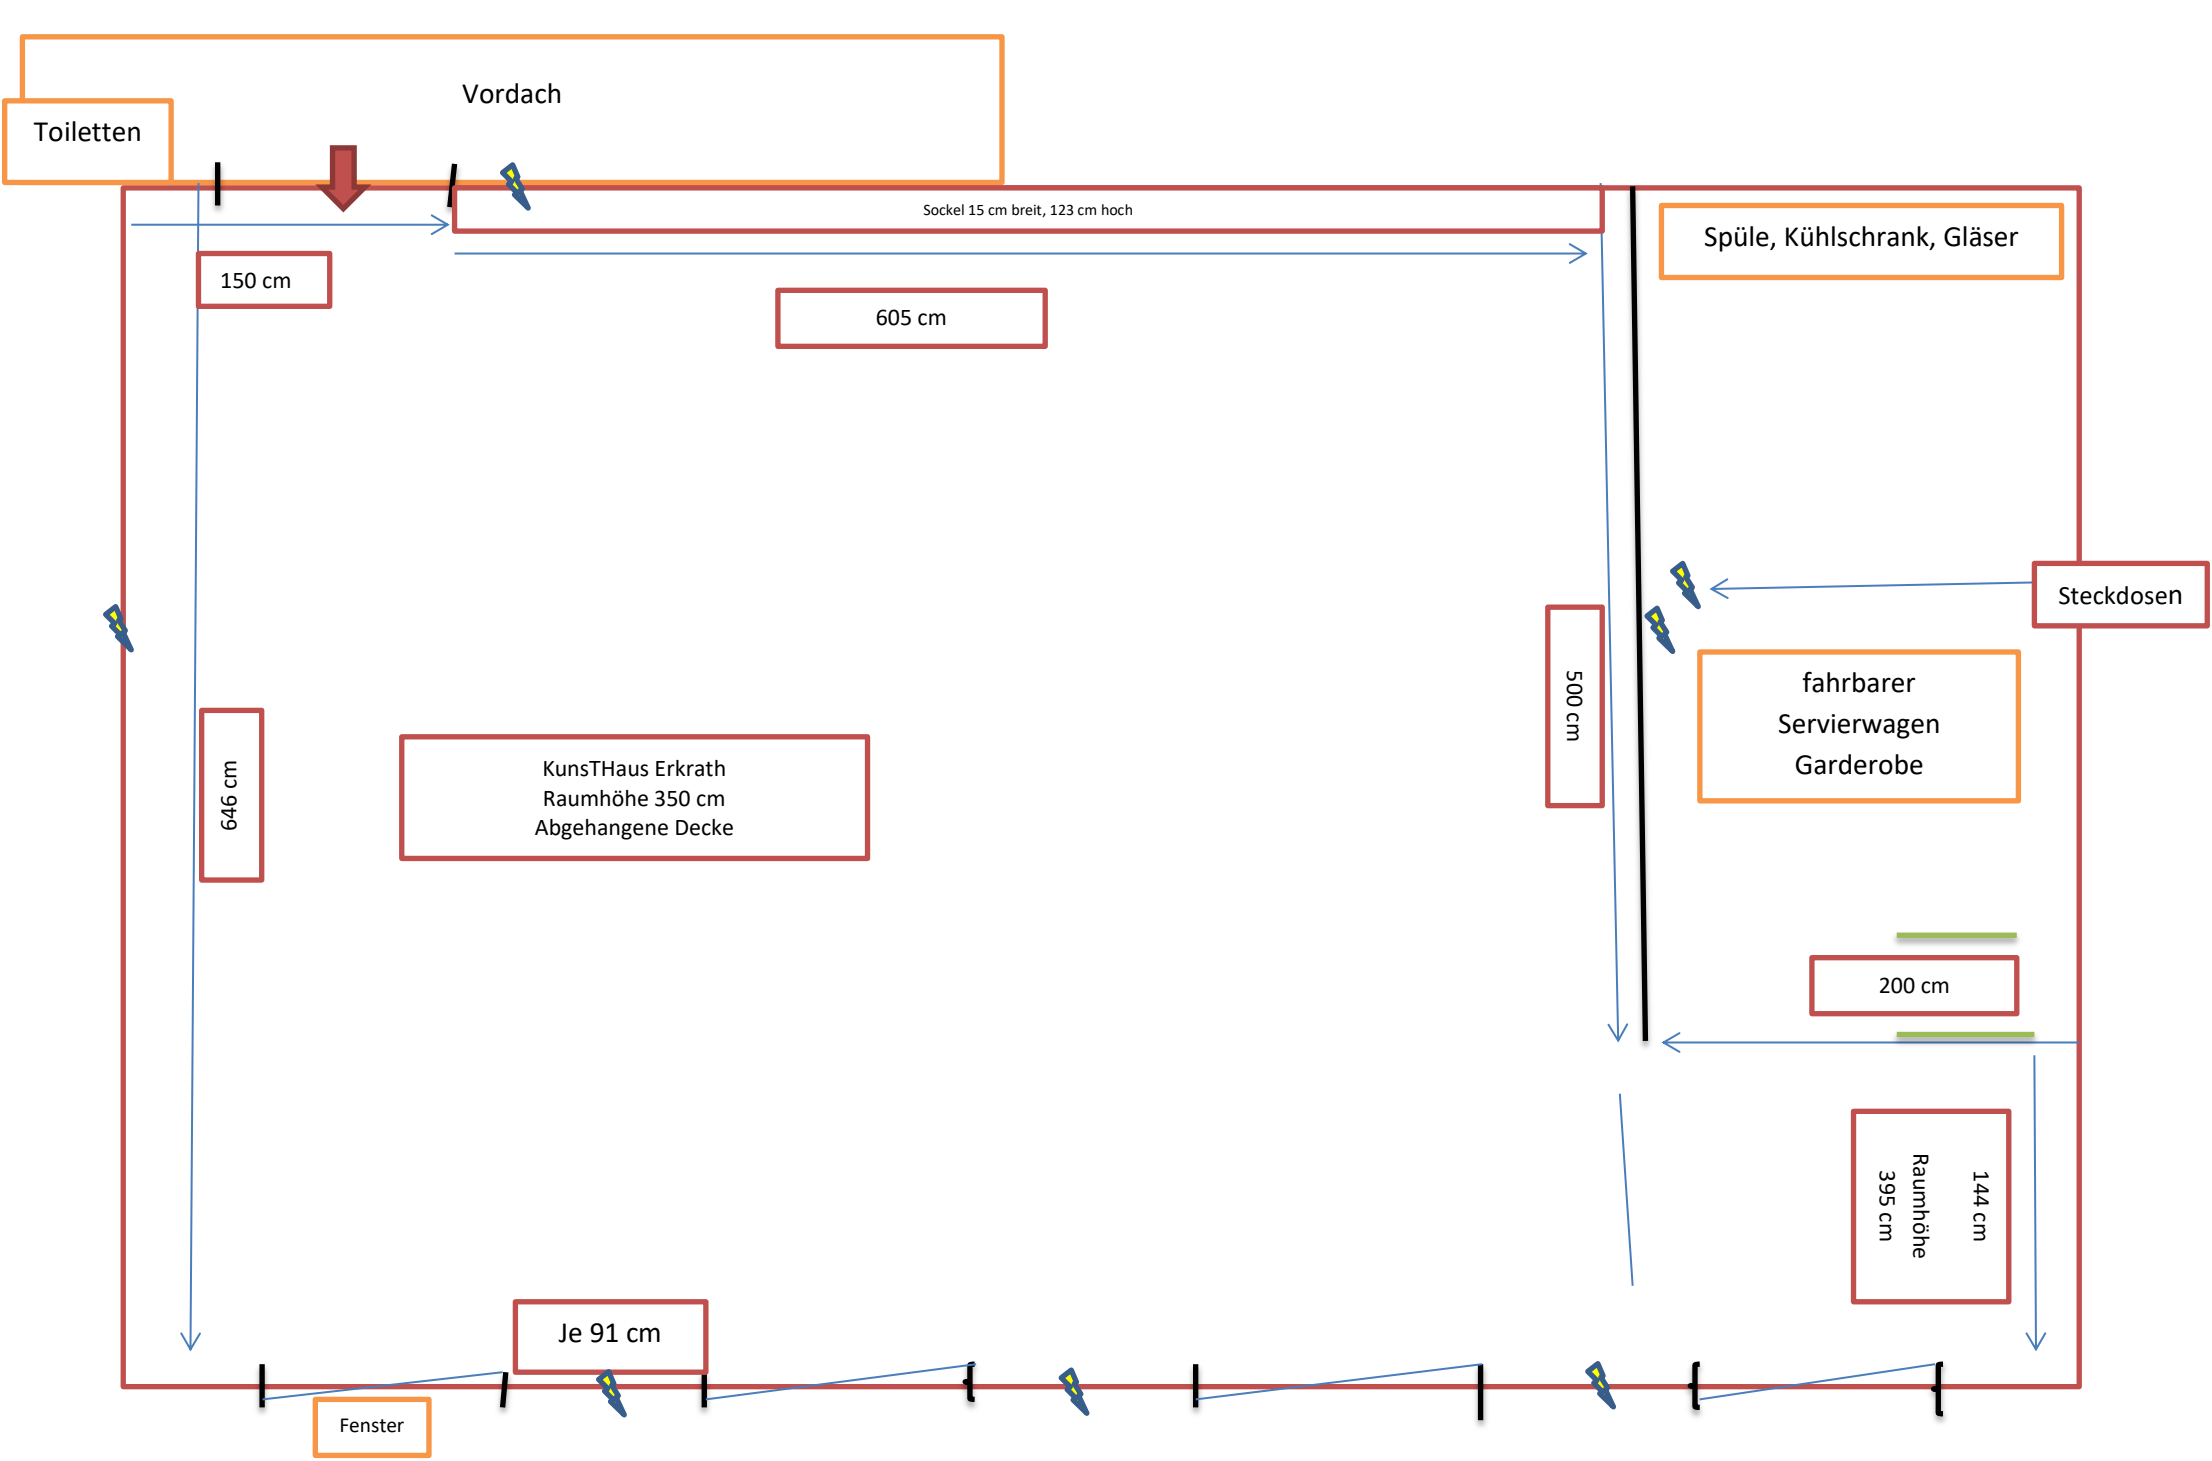 Vordach
Toiletten
Sockel 15 cm breit, 123 cm hoch
Spüle, Kühlschrank, Gläser
150 cm
605 cm
Steckdosen
500 cm
fahrbarer
Servierwagen
Garderobe
646 cm
KunsTHaus Erkrath
Raumhöhe 350 cm
Abgehangene Decke
200 cm
144 cm
Raumhöhe
395 cm
Je 91 cm
Fenster